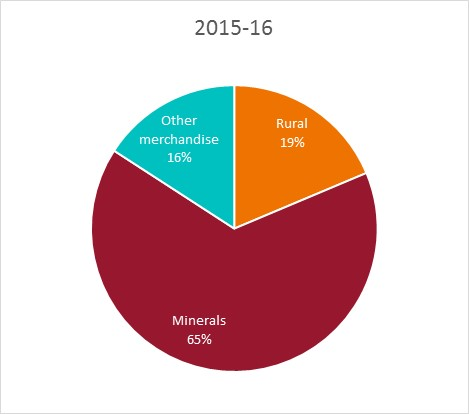 2015-16
Other
merchandise
16%
Rural
19%
Minerals
65%